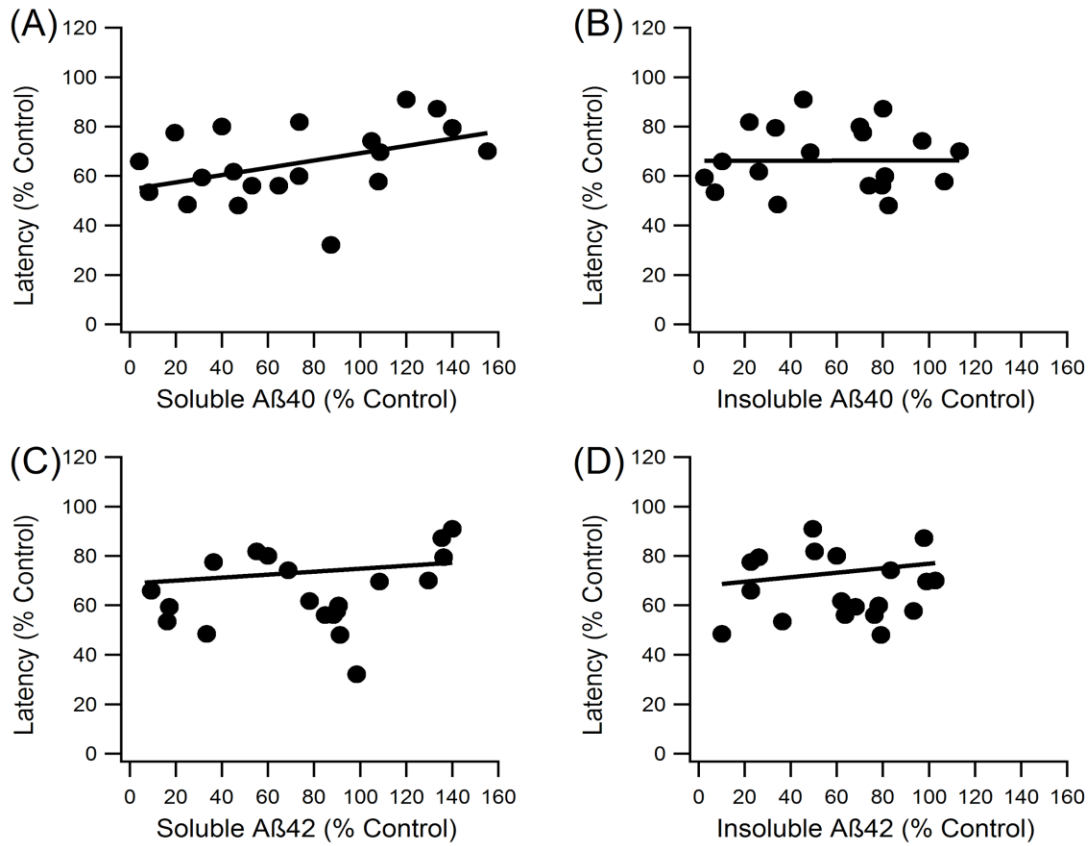 (A)
120
100
80
60
40
20
0
Latency (% Control)
0 20 40 60 80 100 120 140 160
Soluble Aß40 (% Control)
(B)
120
100
80
60
40
20
0
Latency (% Control)
0 20 40 60 80 100 120 140 160
Insoluble Aß40 (% Control)
(C)
120
100
80
60
40
20
0
Latency (% Control)
0 20 40 60 80 100 120 140 160
Soluble Aß42 (% Control)
(D)
120
100
80
60
40
20
0
Latency (% Control)
0 20 40 60 80 100 120 140 160
Insoluble Aß42 (% Control)